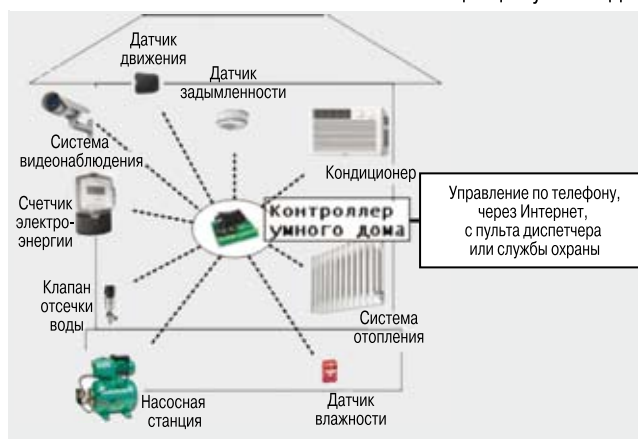 Датчик
движения
Датчик
задымленности
Система
видеонаблюдения
Кондиционер
Счетчик
электро-
энергии
Контроллер
умного дома
Управление по телефону,
через Интернет,
с пульта диспетчера
или службы охраны
Клапан
отсечки
воды
Система
отопления
Насосная
станция
Датчик
влажности